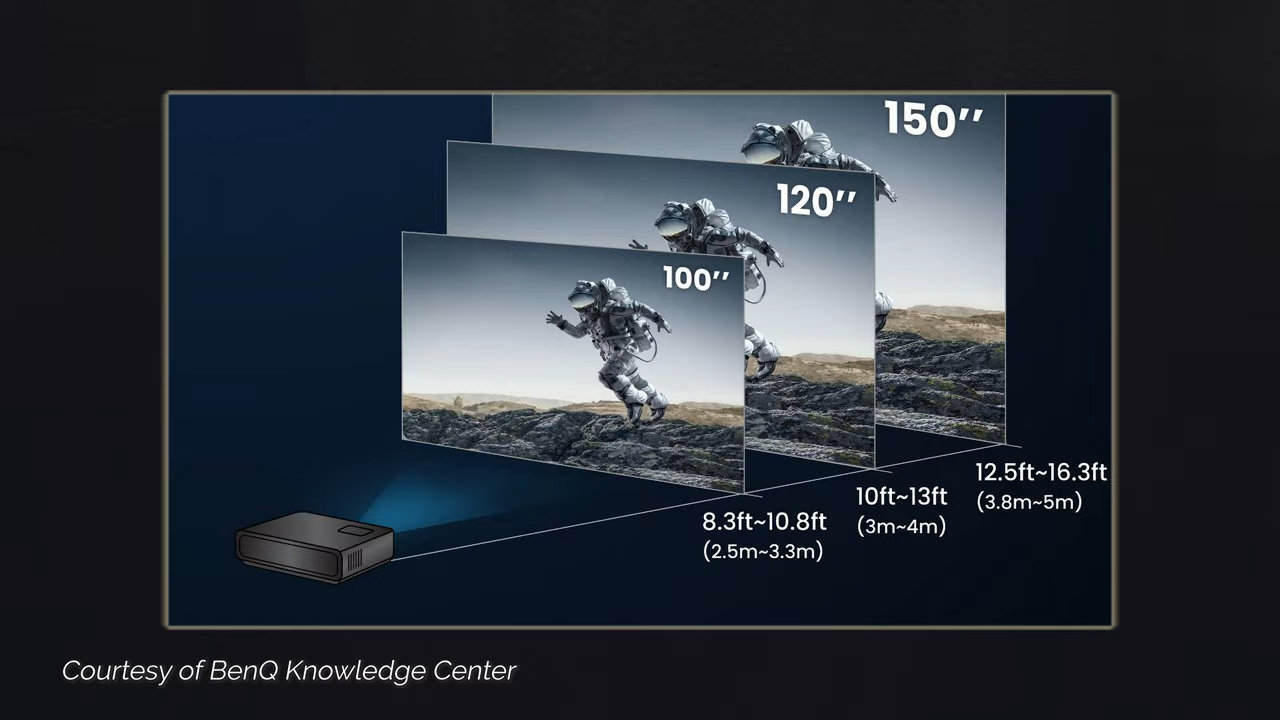 150′′
120′′
100′′
12.5ft~16.3ft
(3.8m~5m)
10ft~13ft
(3m~4m)
8.3ft~10.8ft
(2.5m~3.3m)
Courtesy of BenQ Knowledge Center